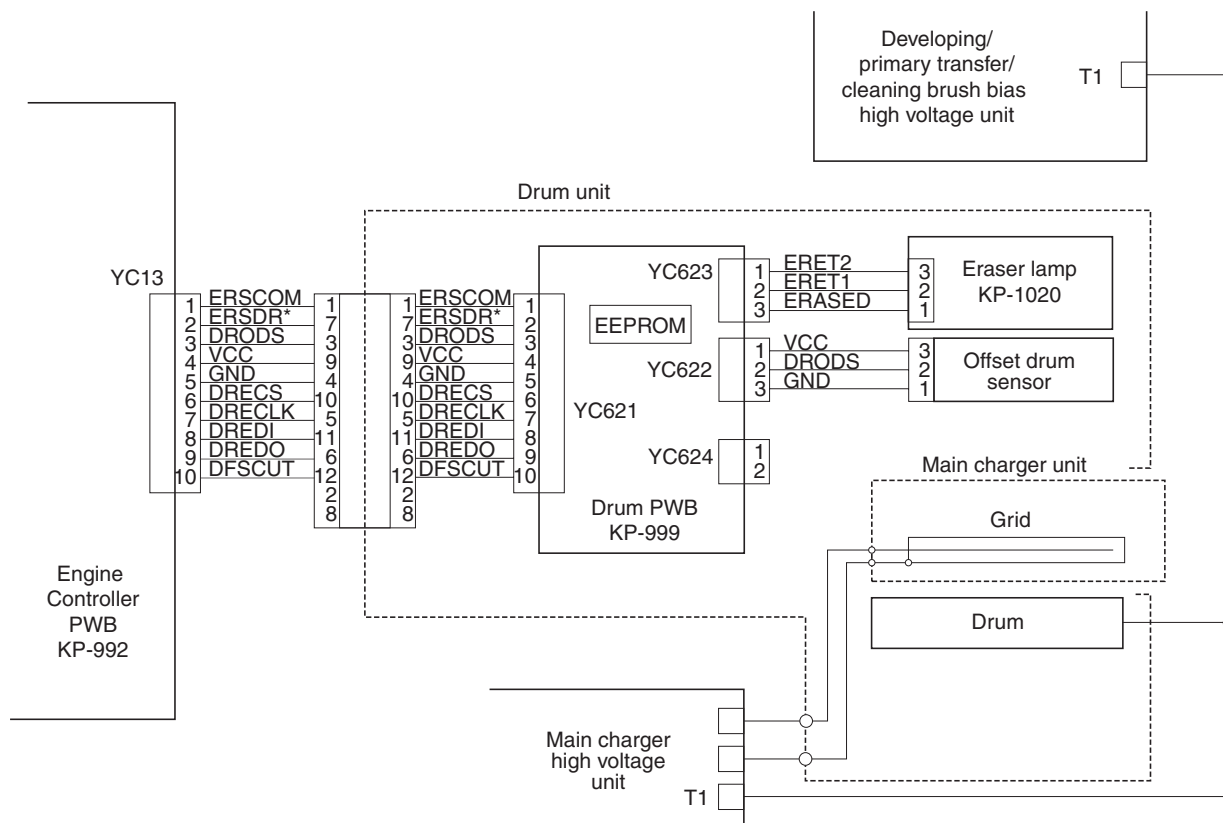 Developing/
primary transfer/
cleaning brush bias
high voltage unit
T1
Drum unit
YC13
1 ERSCOM 1 1 ERSCOM 1
2 ERSDR* 7 7 ERSDR* 2
3 DRODS 3 3 DRODS 3
4 VCC 9 9 VCC 4
5 GND 4 4 GND 5
6 DRECS 10 10 DRECS 6
7 DRECLK 5 5 DRECLK 7
8 DREDI 11 11 DREDI 8
9 DREDO 6 6 DREDO 9
10 DFSCUT 12 12 DFSCUT 10
2 2
8 8
YC621
EEPROM
YC623
1 ERET2 3
2 ERET1 2
3 ERASED 1
Eraser lamp
KP-1020
YC622
1 VCC 3
2 DRODS 2
3 GND 1
Offset drum
sensor
YC624
1
2
Drum PWB
KP-999
Main charger unit
Grid
Drum
Engine
Controller
PWB
KP-992
Main charger
high voltage
unit
T1